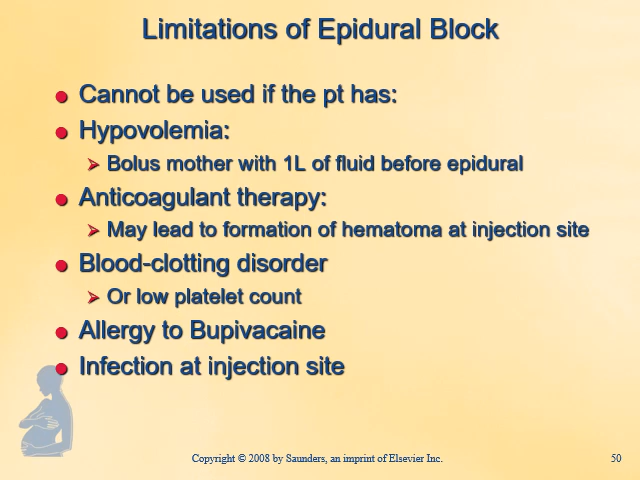 Limitations of Epidural Block
Cannot be used if the pt has:
Hypovolemia:
Bolus mother with 1L of fluid before epidural
Anticoagulant therapy:
May lead to formation of hematoma at injection site
Blood-clotting disorder
Or low platelet count
Allergy to Bupivacaine
Infection at injection site
Copyright © 2008 by Saunders, an imprint of Elsevier Inc.
50